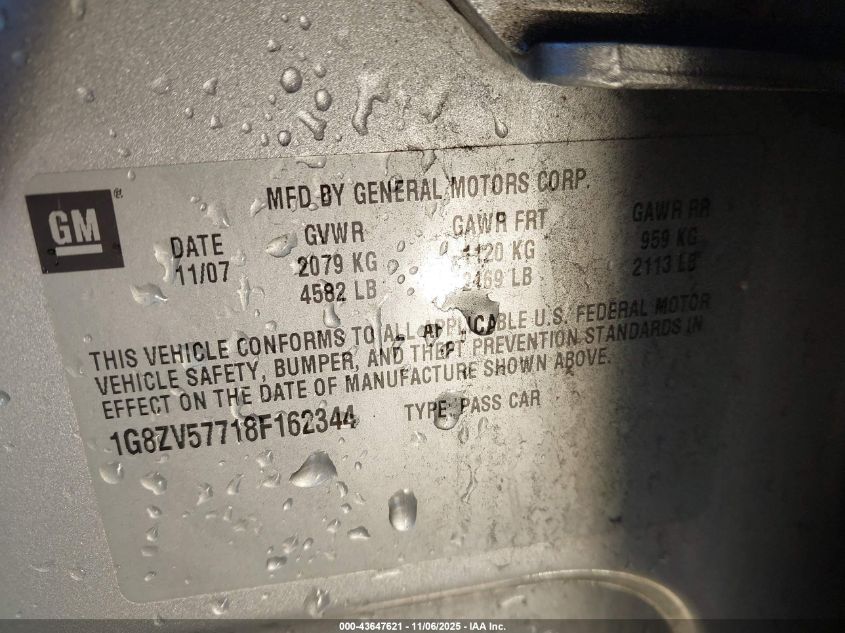 GM®
MFD BY GENERAL MOTORS CORP.
DATE GVWR GAWR FRT GAWR RR
11/07 2079 KG 1120 KG 959 KG
4582 LB 2469 LB 2113 LB
THIS VEHICLE CONFORMS TO ALL APPLICABLE U.S. FEDERAL MOTOR
VEHICLE SAFETY, BUMPER, AND THEFT PREVENTION STANDARDS IN
EFFECT ON THE DATE OF MANUFACTURE SHOWN ABOVE.
1G8ZV57718F162344 TYPE: PASS CAR
000-43647621 - 11/06/2025 - IAA Inc.